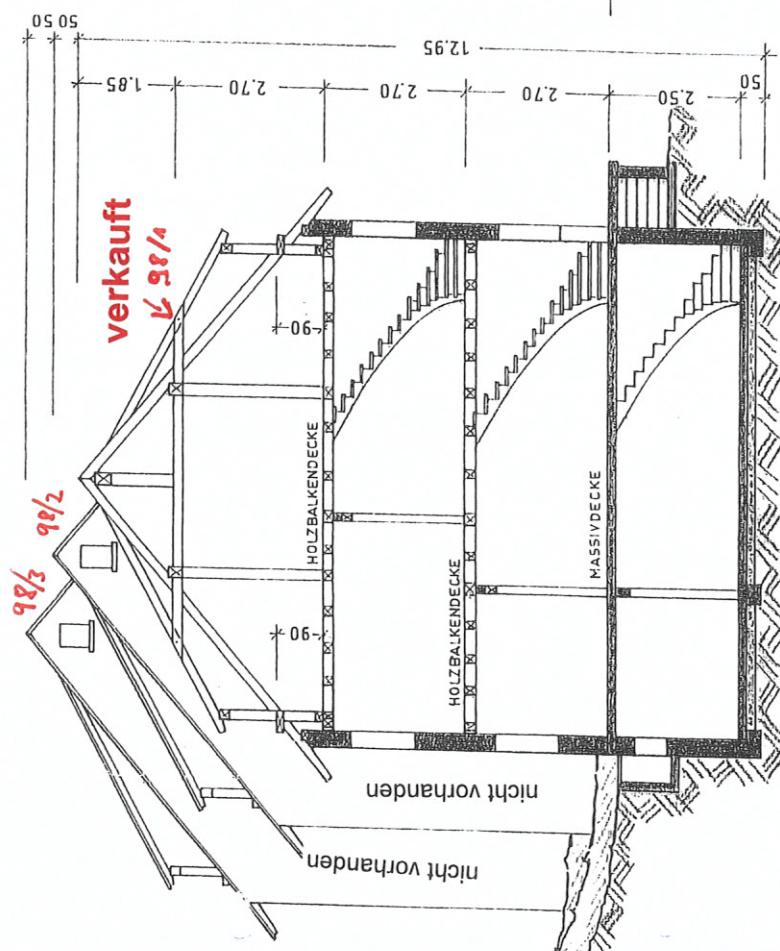 50 50
12.95
1.85
2.70
2.70
2.70
2.50
50
verkauft
98/1
98/2
98/3
90
90
HOLZBALKENDECKE
HOLZBALKENDECKE
MASSIVDECKE
nicht vorhanden
nicht vorhanden